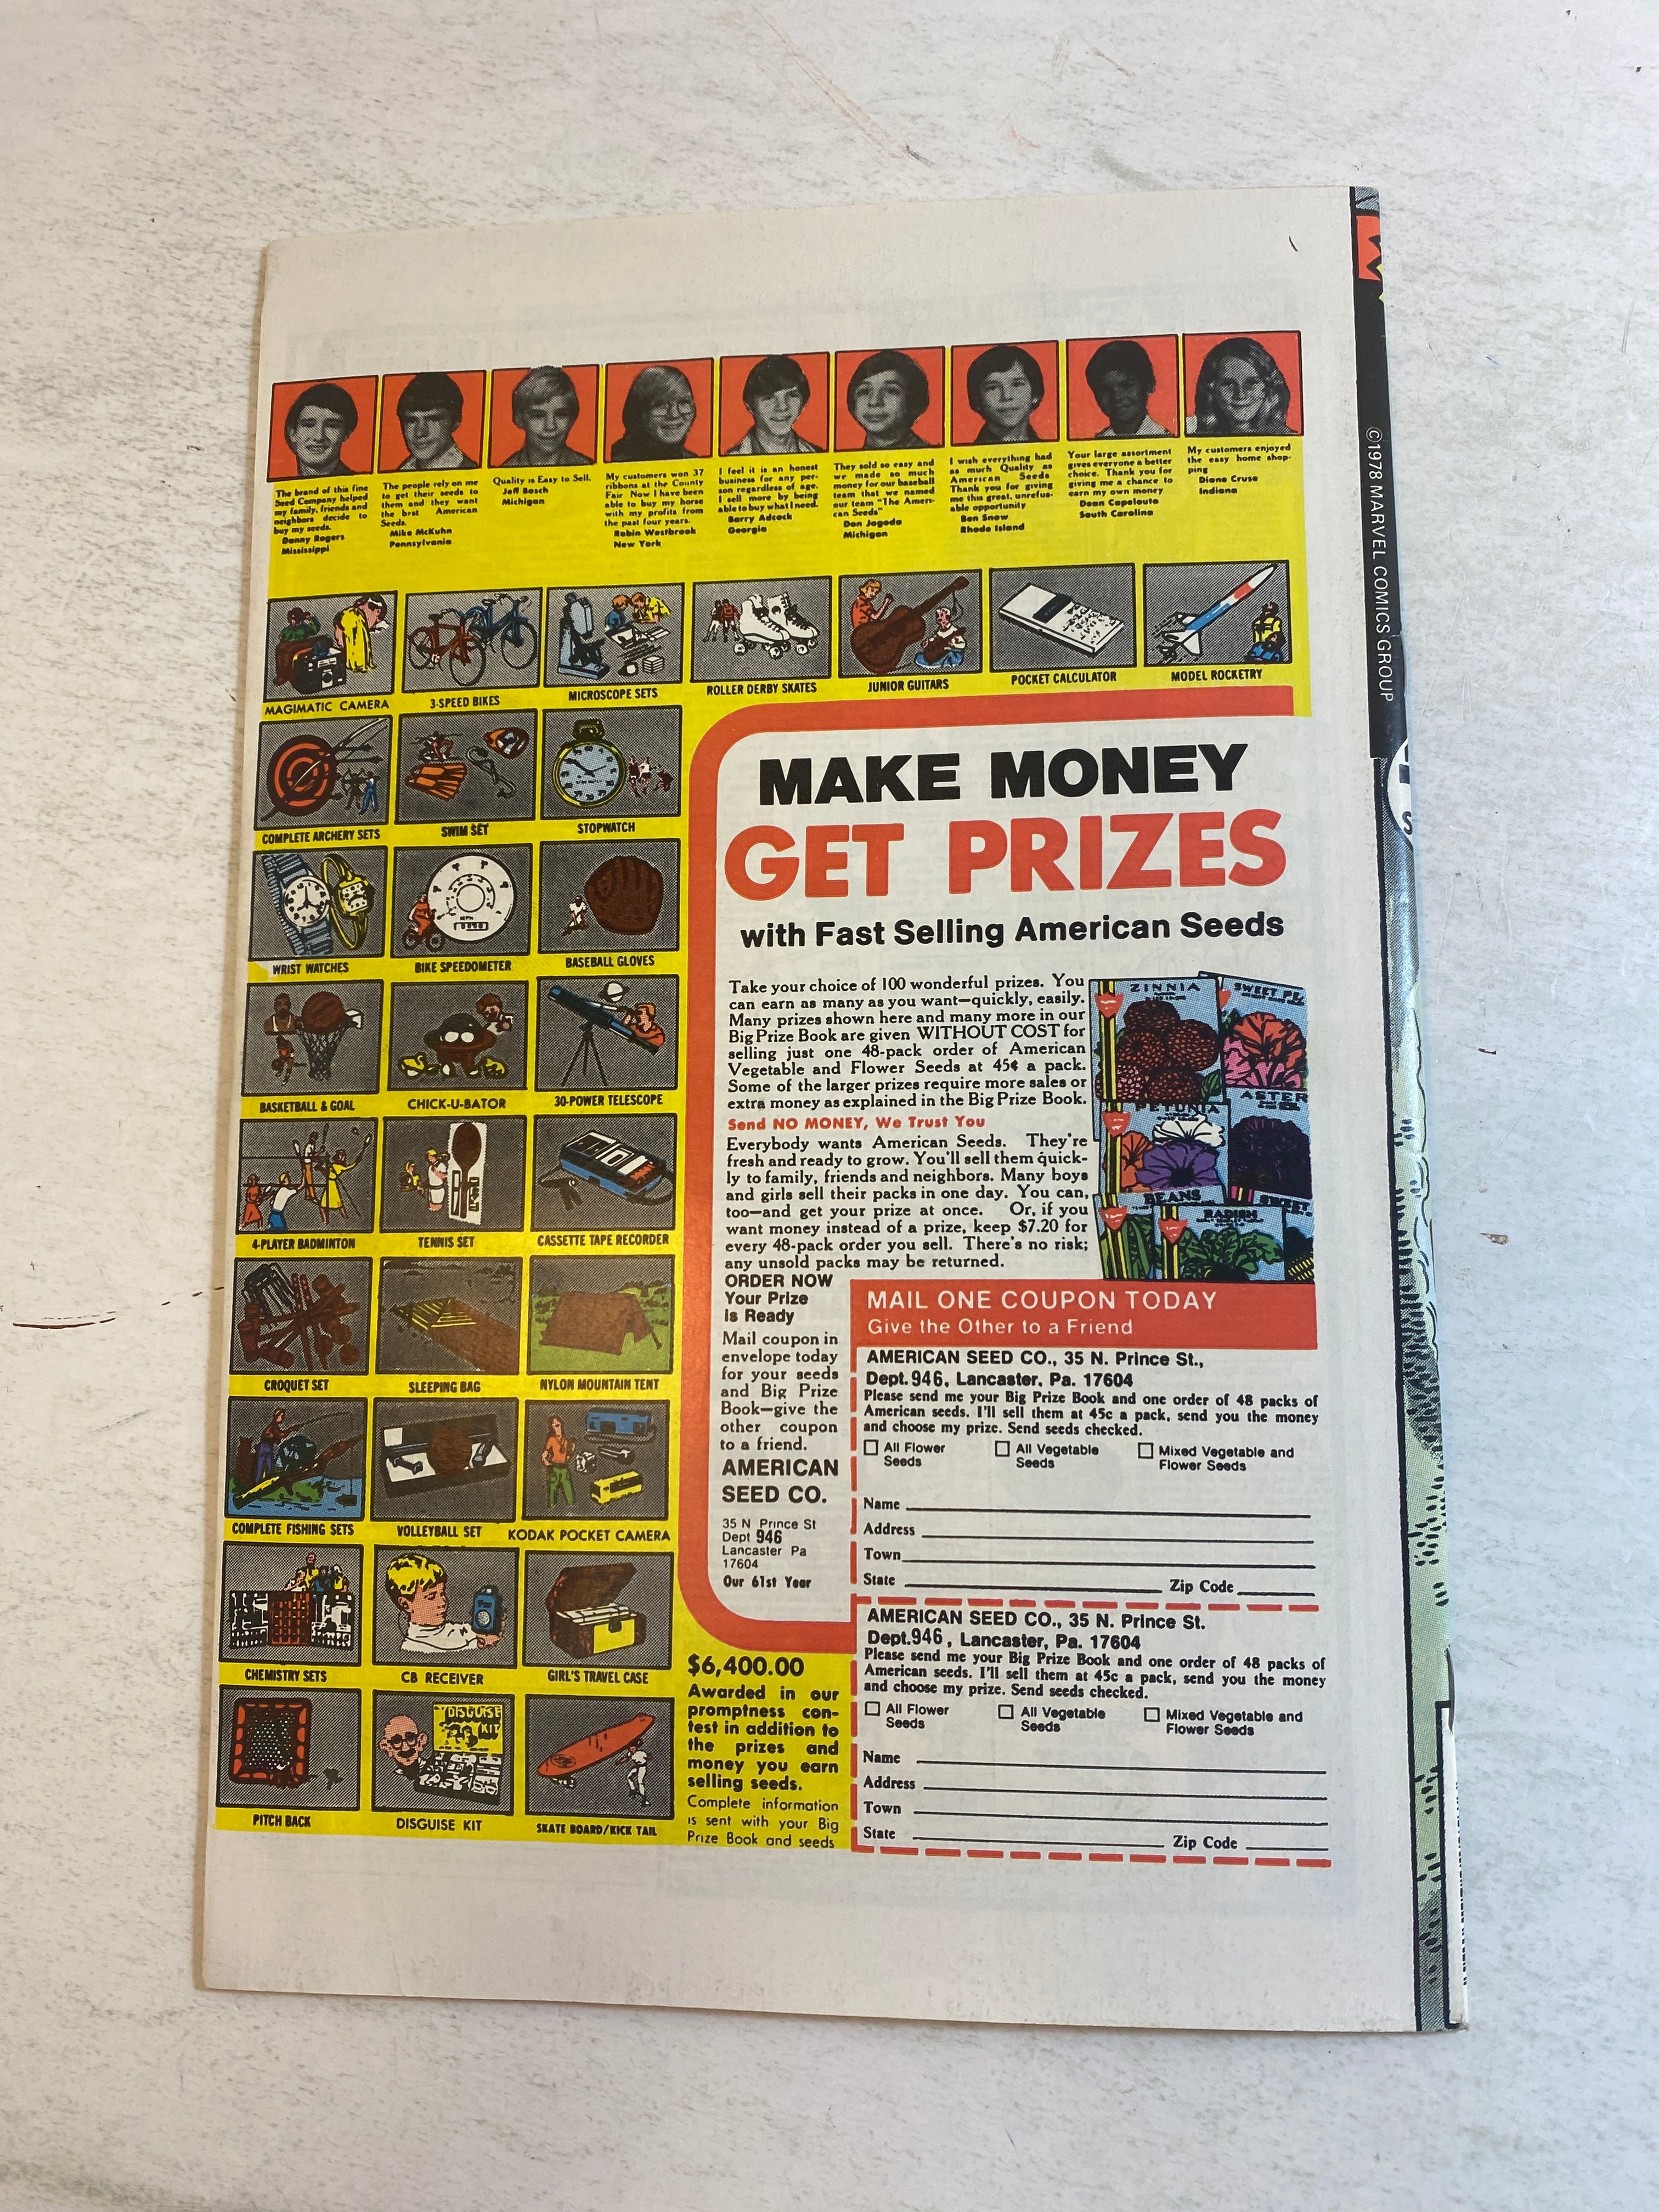 The brand of this fine
Seed Company helped
my family, friends and
neighbors decide to
buy my seeds.
Danny Rogers
Mississippi
The people rely on me
to get their seeds to
them and they want
the best American
Seeds.
Mike McKuhn
Pennsylvania
Quality is Easy to Sell.
Jeff Bosch
Michigan
My customers won 37
ribbons at the County
Fair Now I have been
able to buy my horse
with my profits from
the past four years.
Robin Westbrook
New York
I feel it is an honest
business for any per-
son regardless of age.
I sell more by being
able to buy what I need.
Barry Adcock
Georgia
They sold so easy and
we made so much
money for our baseball
team that we named
our team "The Ameri-
can Seeds"
Don Jagoda
Michigan
I wish everything had
as much Quality as
American Seeds
Thank you for giving
me this great, unrefus-
able opportunity
Ben Snow
Rhode Island
Your large assortment
gives everyone a better
choice. Thank you for
giving me a chance to
earn my own money
Dean Capalouto
South Carolina
My customers enjoyed
the easy home shop-
ping
Diane Cruse
Indiana
MAGIMATIC CAMERA
3-SPEED BIKES
MICROSCOPE SETS
ROLLER DERBY SKATES
JUNIOR GUITARS
POCKET CALCULATOR
MODEL ROCKETRY
COMPLETE ARCHERY SETS
SWIM SET
STOPWATCH
WRIST WATCHES
MPH
BIKE SPEEDOMETER
BASEBALL GLOVES
BASKETBALL & GOAL
CHICK-U-BATOR
30-POWER TELESCOPE
4-PLAYER BADMINTON
TENNIS SET
CASSETTE TAPE RECORDER
CROQUET SET
SLEEPING BAG
NYLON MOUNTAIN TENT
COMPLETE FISHING SETS
VOLLEYBALL SET
KODAK POCKET CAMERA
CHEMISTRY SETS
CB RECEIVER
GIRL'S TRAVEL CASE
PITCH BACK
DISGUISE
KIT
DISGUISE KIT
SKATE BOARD/KICK TAIL
MAKE MONEY
GET PRIZES
with Fast Selling American Seeds
Take your choice of 100 wonderful prizes. You
can earn as many as you want—quickly, easily.
Many prizes shown here and many more in our
Big Prize Book are given WITHOUT COST for
selling just one 48-pack order of American
Vegetable and Flower Seeds at 45¢ a pack.
Some of the larger prizes require more sales or
extra money as explained in the Big Prize Book.
Send NO MONEY, We Trust You
Everybody wants American Seeds. They're
fresh and ready to grow. You'll sell them quick-
ly to family, friends and neighbors. Many boys
and girls sell their packs in one day. You can,
too—and get your prize at once. Or, if you
want money instead of a prize, keep $7.20 for
every 48-pack order you sell. There's no risk;
any unsold packs may be returned.
ZINNIA
SWEET PE
ASTER
PETUNIA
BEANS
RADISH
SWEET
ORDER NOW
Your Prize
Is Ready
Mail coupon in
envelope today
for your seeds
and Big Prize
Book—give the
other coupon
to a friend.
AMERICAN
SEED CO.
35 N Prince St
Dept 946
Lancaster Pa
17604
Our 61st Year
$6,400.00
Awarded in our
promptness con-
test in addition to
the prizes and
money you earn
selling seeds.
Complete information
is sent with your Big
Prize Book and seeds
MAIL ONE COUPON TODAY
Give the Other to a Friend
AMERICAN SEED CO., 35 N. Prince St.,
Dept. 946, Lancaster, Pa. 17604
Please send me your Big Prize Book and one order of 48 packs of
American seeds. I'll sell them at 45c a pack, send you the money
and choose my prize. Send seeds checked.
All Flower
Seeds
All Vegetable
Seeds
Mixed Vegetable and
Flower Seeds
Name
Address
Town
State Zip Code
AMERICAN SEED CO., 35 N. Prince St.
Dept. 946, Lancaster, Pa. 17604
Please send me your Big Prize Book and one order of 48 packs of
American seeds. I'll sell them at 45c a pack, send you the money
and choose my prize. Send seeds checked.
All Flower
Seeds
All Vegetable
Seeds
Mixed Vegetable and
Flower Seeds
Name
Address
Town
State Zip Code
©1978 MARVEL COMICS GROUP